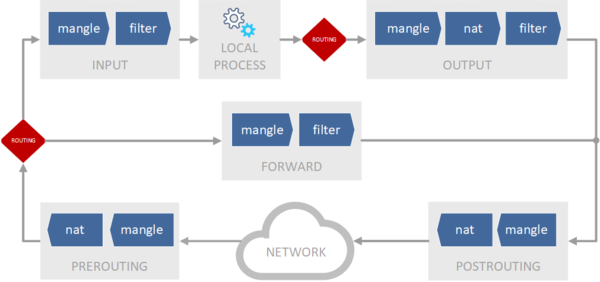 mangle filter
INPUT
LOCAL
PROCESS
ROUTING
mangle nat filter
OUTPUT
ROUTING
mangle filter
FORWARD
nat mangle
PREROUTING
NETWORK
nat mangle
POSTROUTING